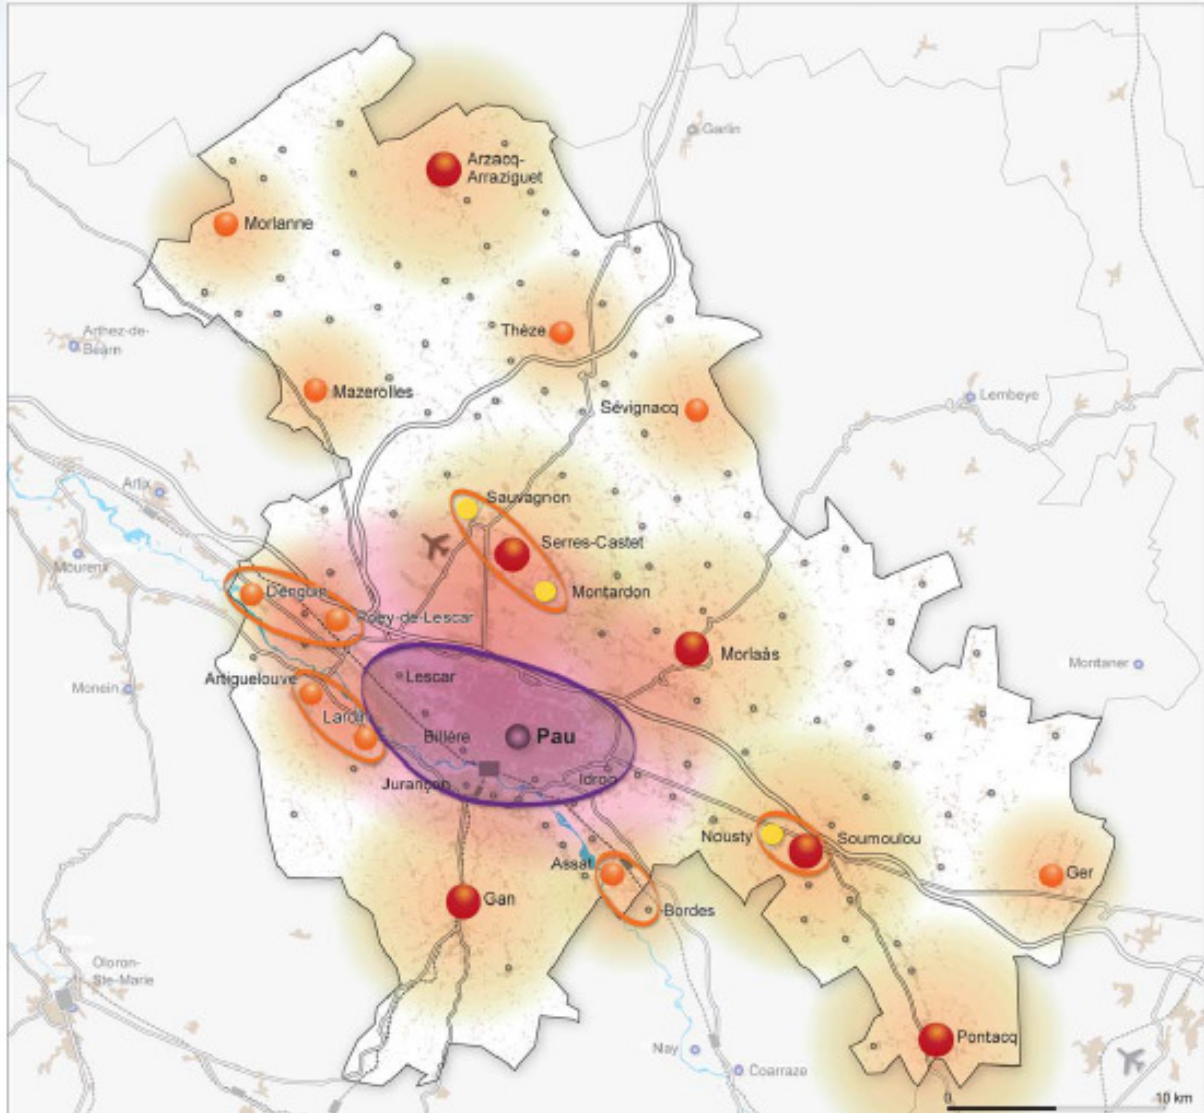 Garlin
Arzacq-
Arraziguet
Morlanne
Thèze
Arthez-de-
Béarn
Mazerolles
Sévignacq
Lembeye
Artix
Sauvagnon
Serres-Castet
Mourenx
Denguin
Montardon
Poey-de-Lescar
Morlaàs
Montaner
Artiguelouve
Lescar
Monein
Laroin
Billère
Pau
Jurançon
Idron
Nousty
Soumoulou
Assat
Ger
Gan
Bordes
Oloron-
Ste-Marie
Pontacq
Nay
Coarraze
0
10 km